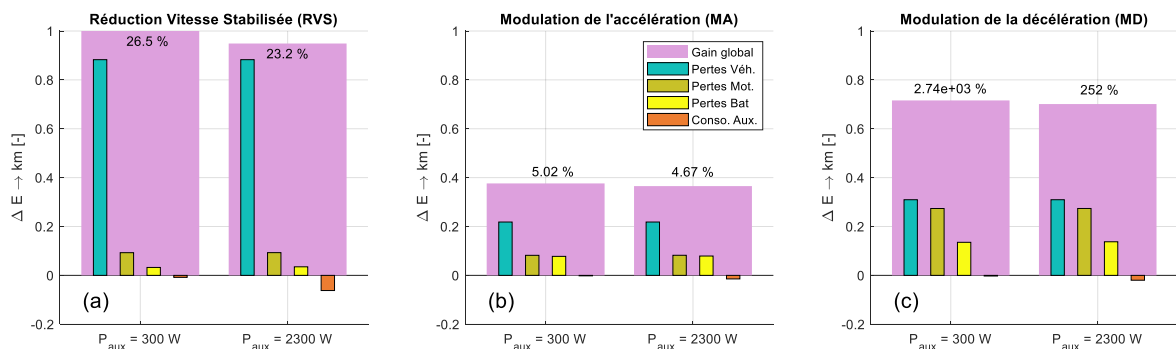 Réduction Vitesse Stabilisée (RVS)
1
0.8
0.6
0.4
0.2
0
-0.2
Δ E → km [-]
26.5 %
23.2 %
(a)
P_aux = 300 W
P_aux = 2300 W
Modulation de l'accélération (MA)
1
0.8
0.6
0.4
0.2
0
-0.2
Δ E → km [-]
Gain global
Pertes Véh.
Pertes Mot.
Pertes Bat
Conso. Aux.
5.02 %
4.67 %
(b)
P_aux = 300 W
P_aux = 2300 W
Modulation de la décélération (MD)
1
0.8
0.6
0.4
0.2
0
-0.2
Δ E → km [-]
2.74e+03 %
252 %
(c)
P_aux = 300 W
P_aux = 2300 W